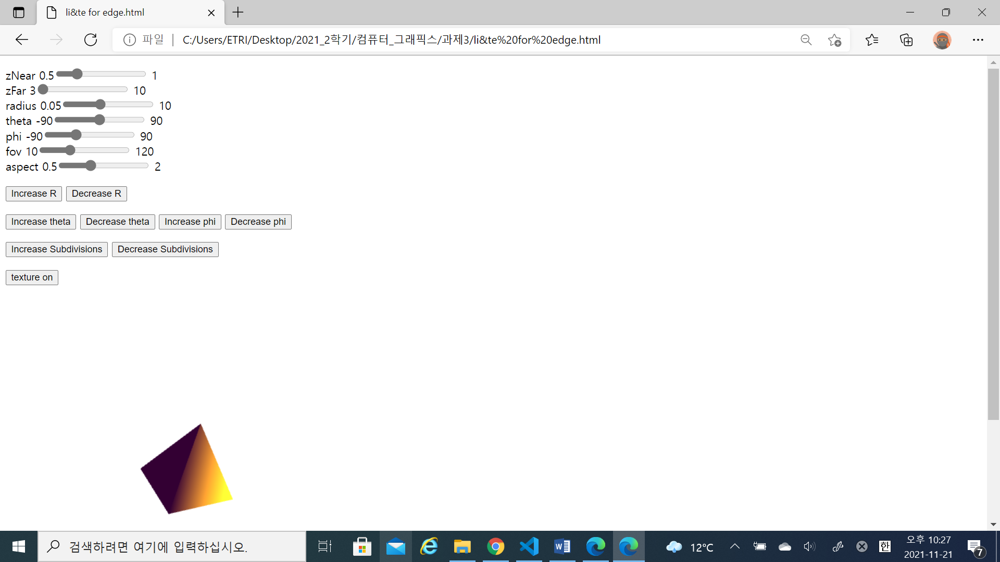 li&te for edge.html
파일 | C:/Users/ETRI/Desktop/2021_2학기/컴퓨터_그래픽스/과제3/li&te%20for%20edge.html
zNear 0.5 1
zFar 3 10
radius 0.05 10
theta -90 90
phi -90 90
fov 10 120
aspect 0.5 2
Increase R Decrease R
Increase theta Decrease theta Increase phi Decrease phi
Increase Subdivisions Decrease Subdivisions
texture on
검색하려면 여기에 입력하십시오.
12°C
한
오후 10:27
2021-11-21
7